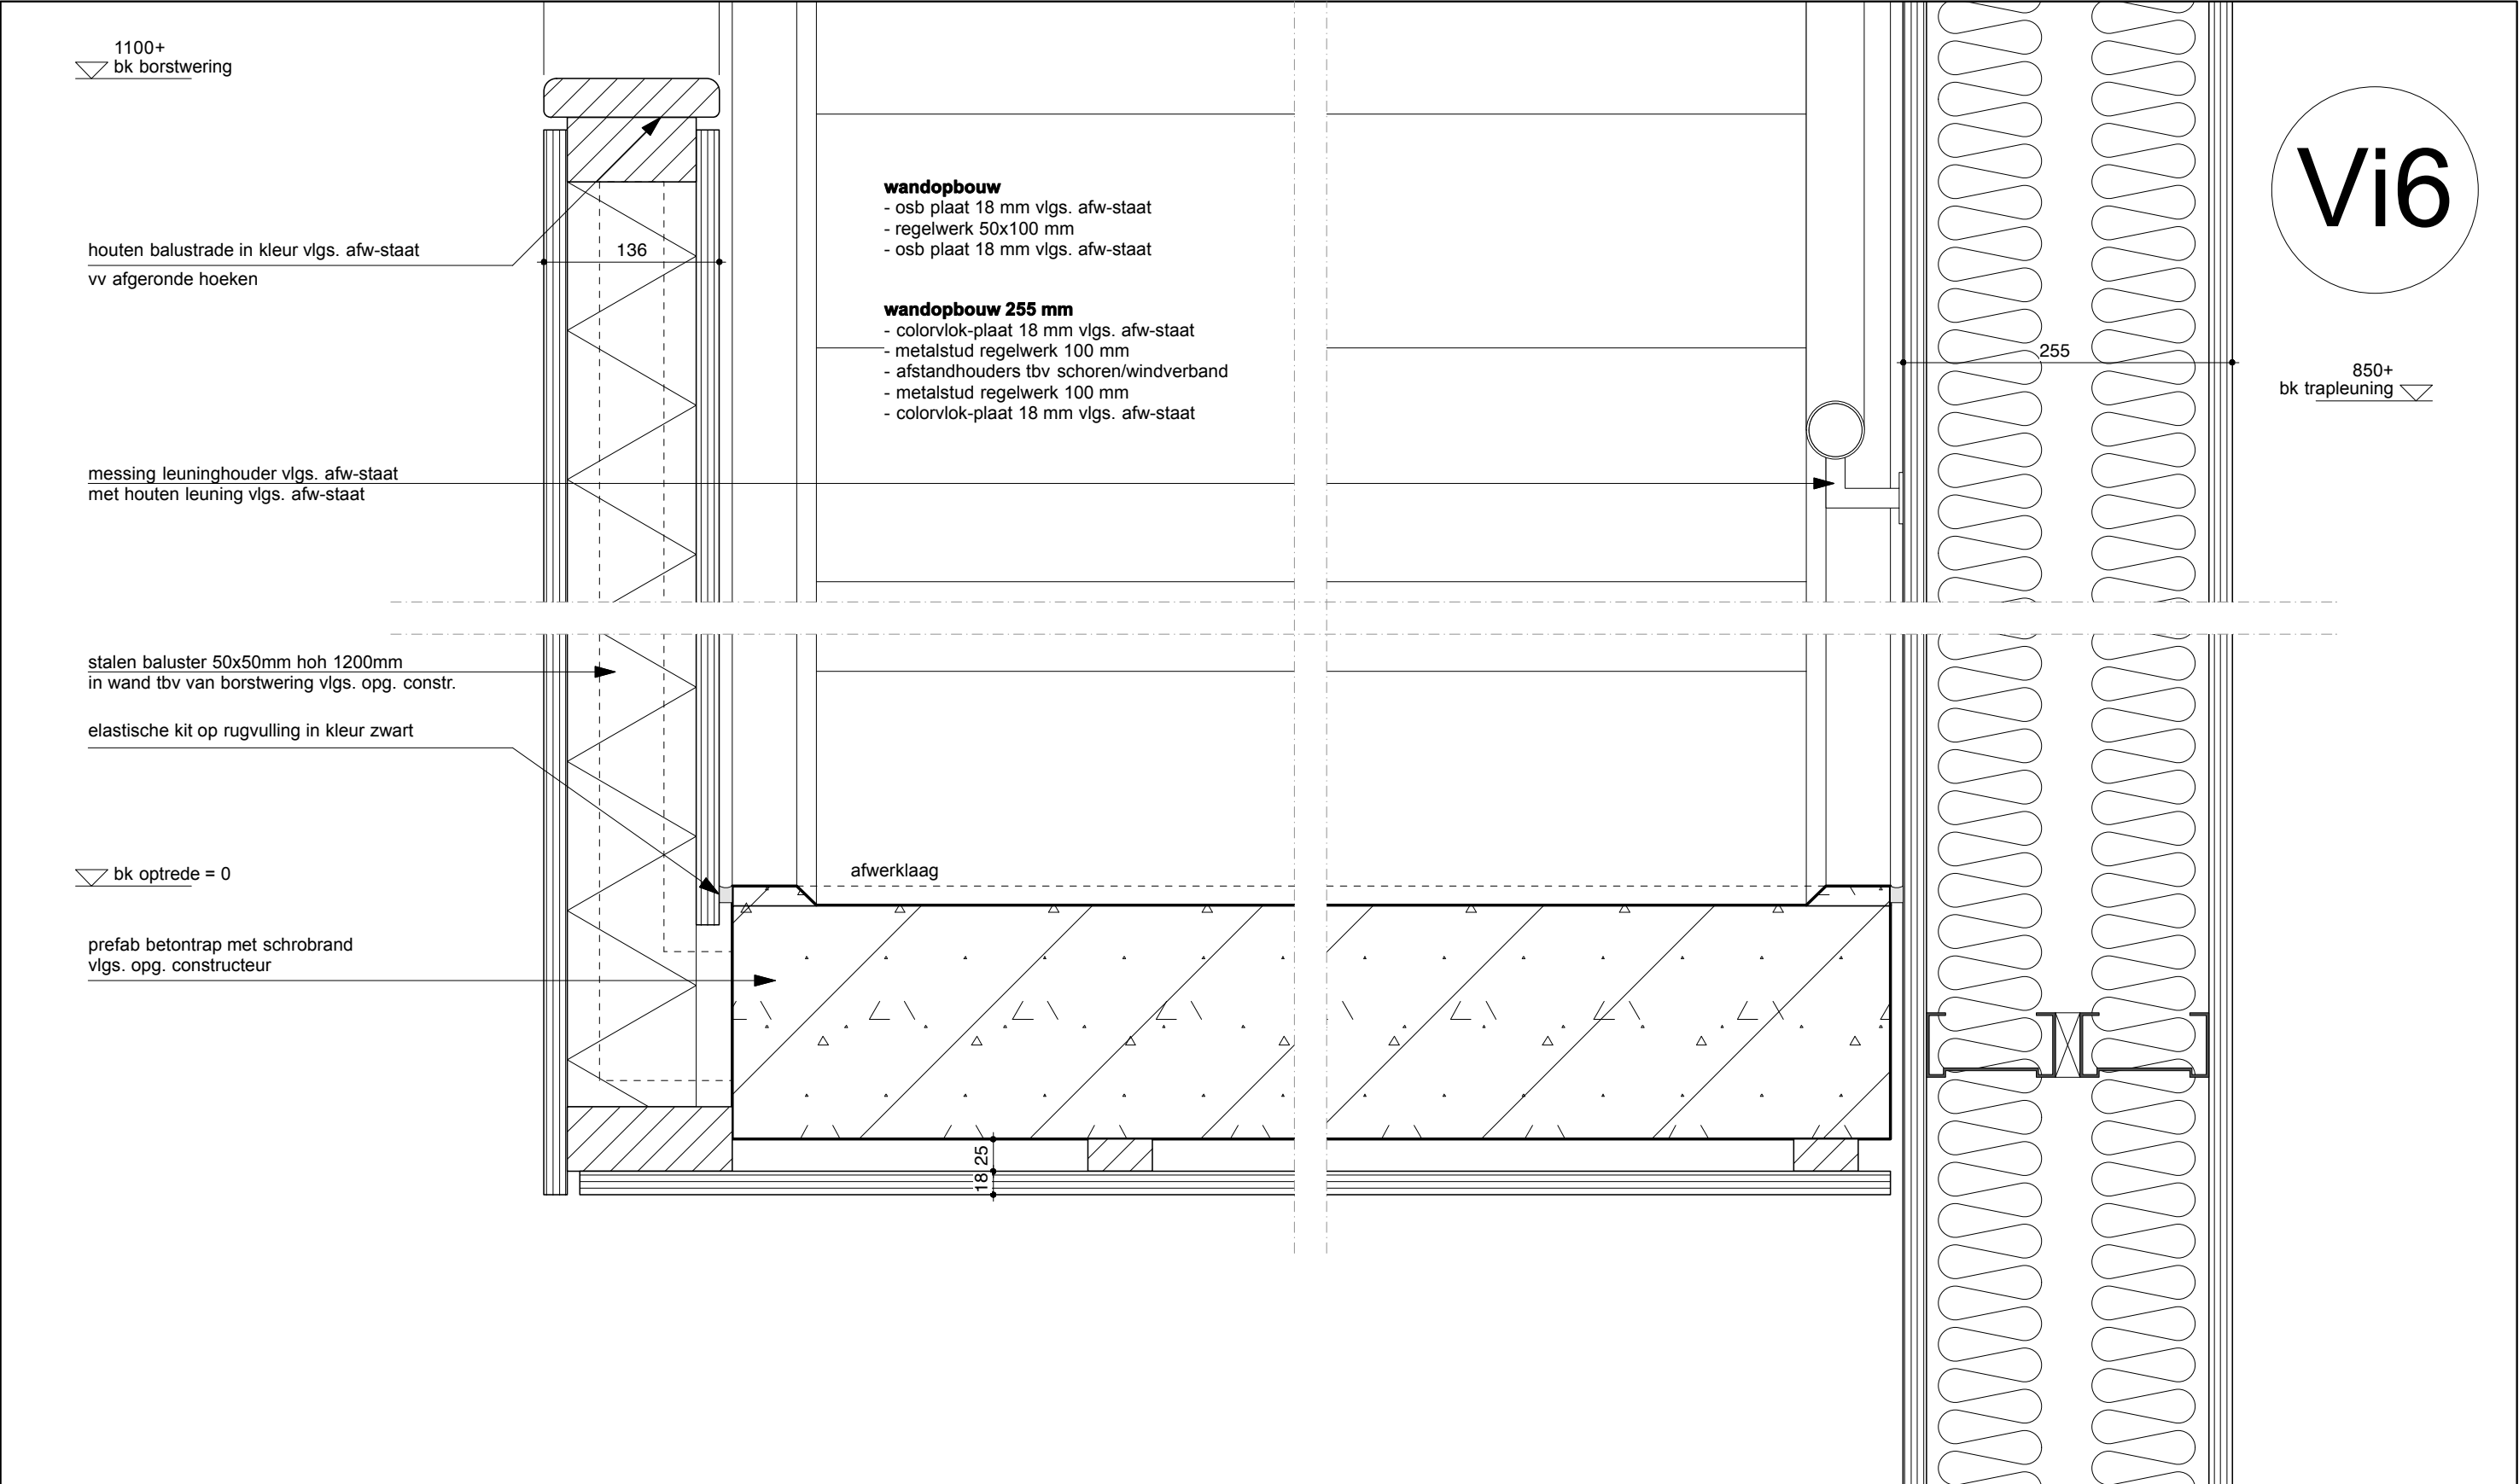 1100+
bk borstwering
houten balustrade in kleur vlgs. afw-staat
vv afgeronde hoeken
136
messing leuninghouder vlgs. afw-staat
met houten leuning vlgs. afw-staat
stalen baluster 50x50mm hoh 1200mm
in wand tbv van borstwering vlgs. opg. constr.
elastische kit op rugvulling in kleur zwart
bk optrede = 0
prefab betontrap met schrobrand
vlgs. opg. constructeur
wandopbouw
- osb plaat 18 mm vlgs. afw-staat
- regelwerk 50x100 mm
- osb plaat 18 mm vlgs. afw-staat
wandopbouw 255 mm
- colorvlok-plaat 18 mm vlgs. afw-staat
- metalstud regelwerk 100 mm
- afstandhouders tbv schoren/windverband
- metalstud regelwerk 100 mm
- colorvlok-plaat 18 mm vlgs. afw-staat
afwerklaag
25
18
Vi6
255
850+
bk trapleuning